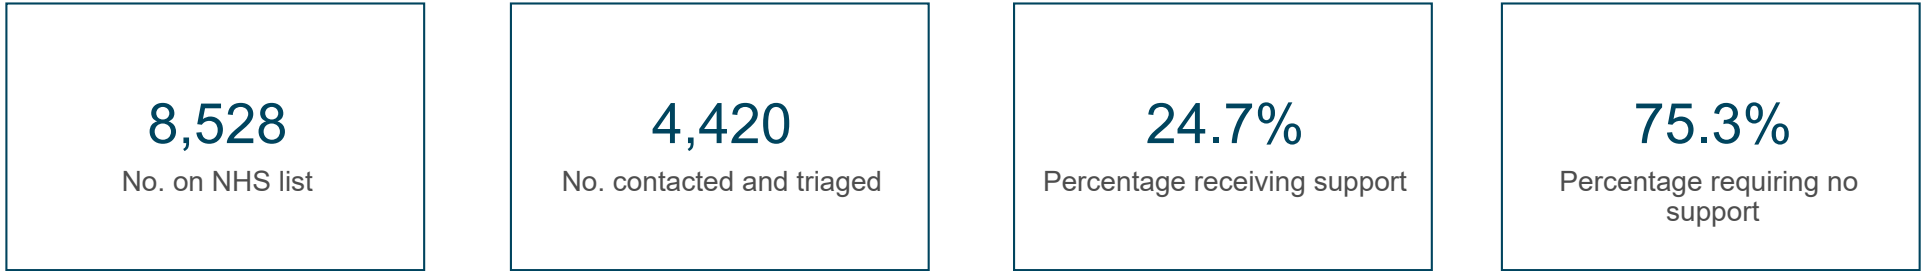 8,528
No. on NHS list
4,420
No. contacted and triaged
24.7%
Percentage receiving support
75.3%
Percentage requiring no
support